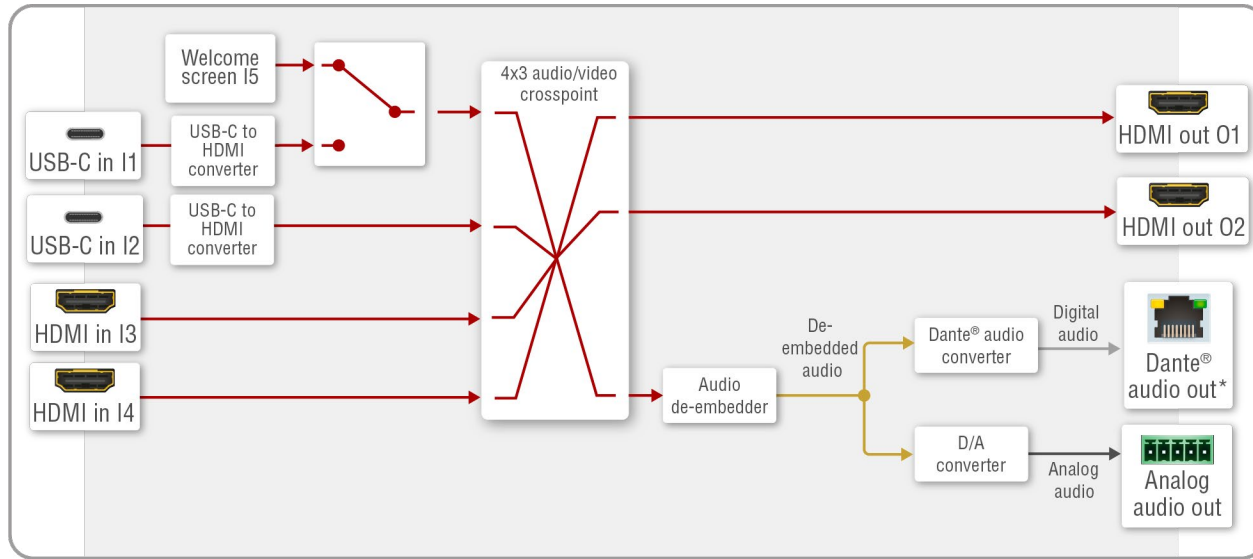 Welcome
screen I5
USB-C in I1
USB-C to
HDMI
converter
4x3 audio/video
crosspoint
HDMI out O1
USB-C in I2
USB-C to
HDMI
converter
HDMI out O2
HDMI in I3
HDMI in I4
Audio
de-embedder
De-
embedded
audio
Dante® audio
converter
Digital
audio
Dante®
audio out*
D/A
converter
Analog
audio
Analog
audio out